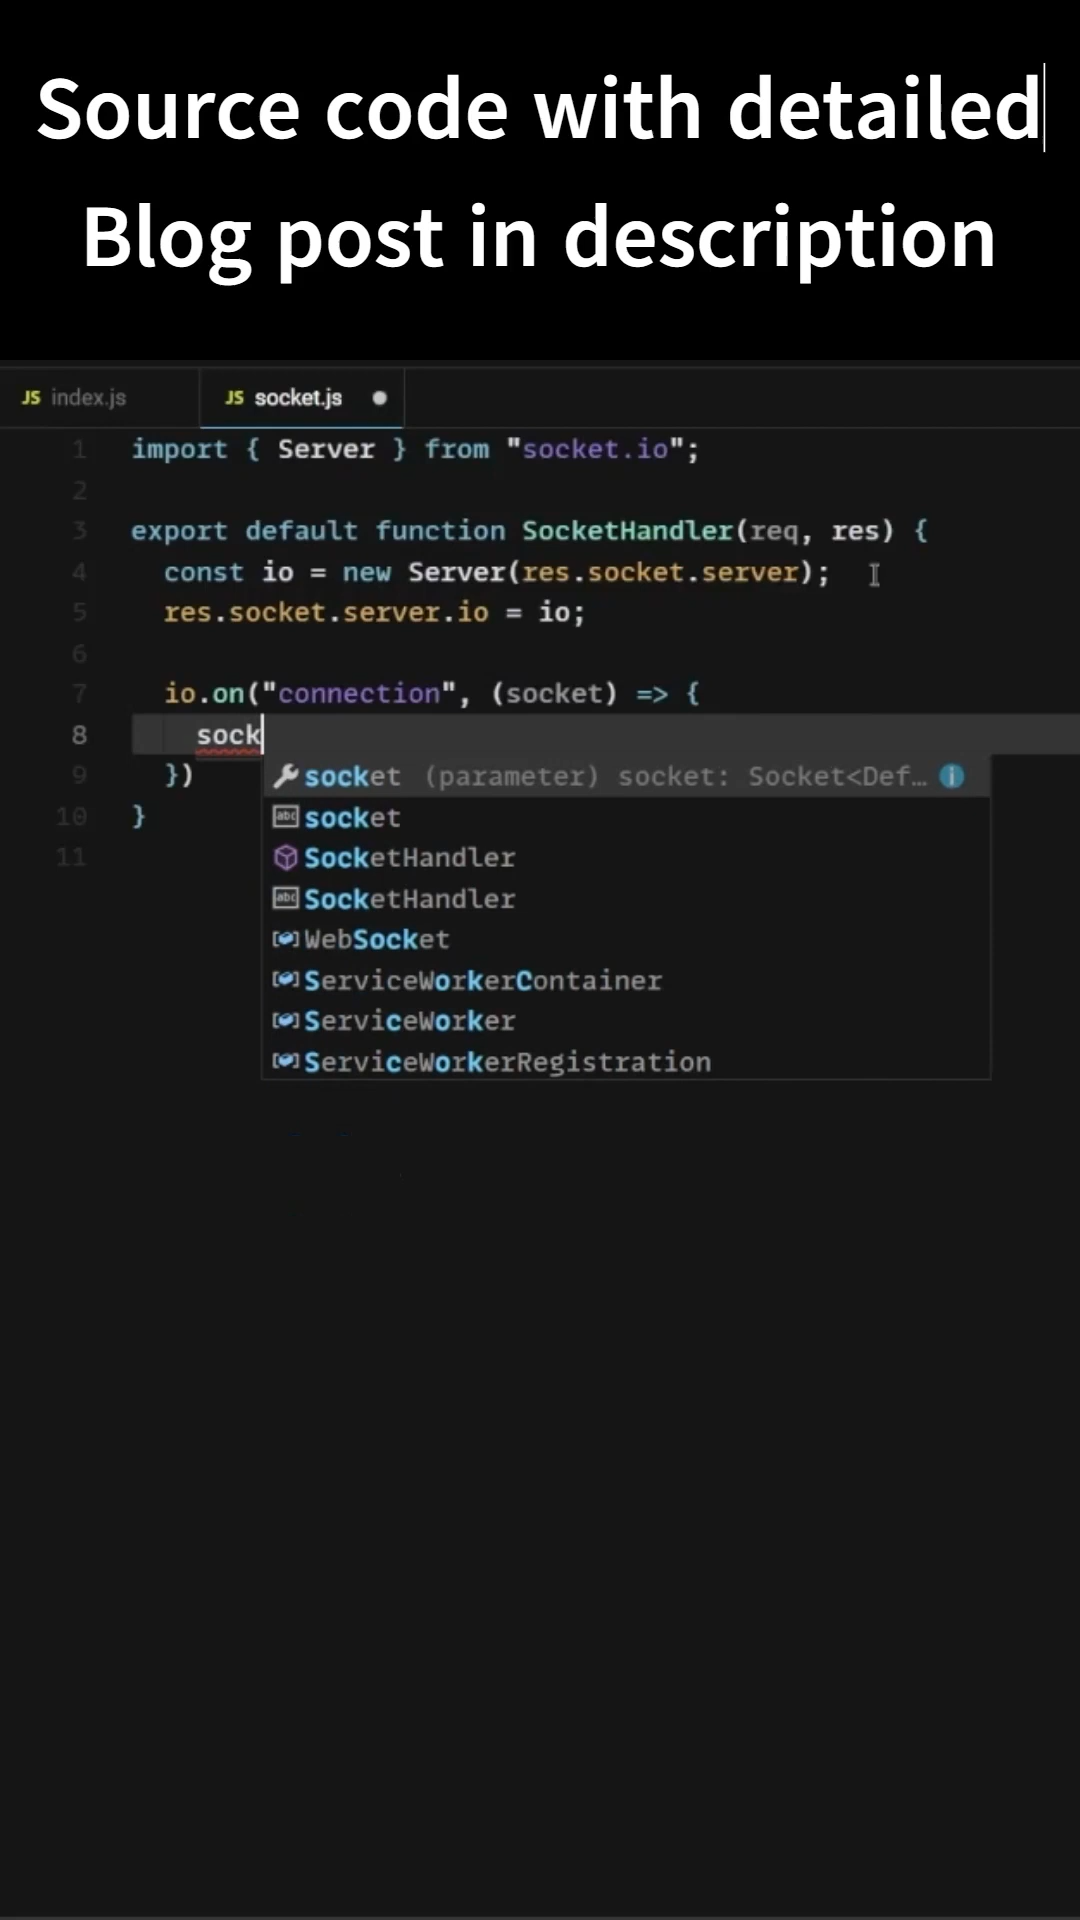 Source code with detailed
Blog post in description
JS index.js JS socket.js
1 import { Server } from "socket.io";
2
3 export default function SocketHandler(req, res) {
4 const io = new Server(res.socket.server);
5 res.socket.server.io = io;
6
7 io.on("connection", (socket) => {
8 sock
9 })
socket (parameter) socket: Socket<Def…
10 }
socket
11
SocketHandler
abc SocketHandler
WebSocket
ServiceWorkerContainer
ServiceWorker
ServiceWorkerRegistration